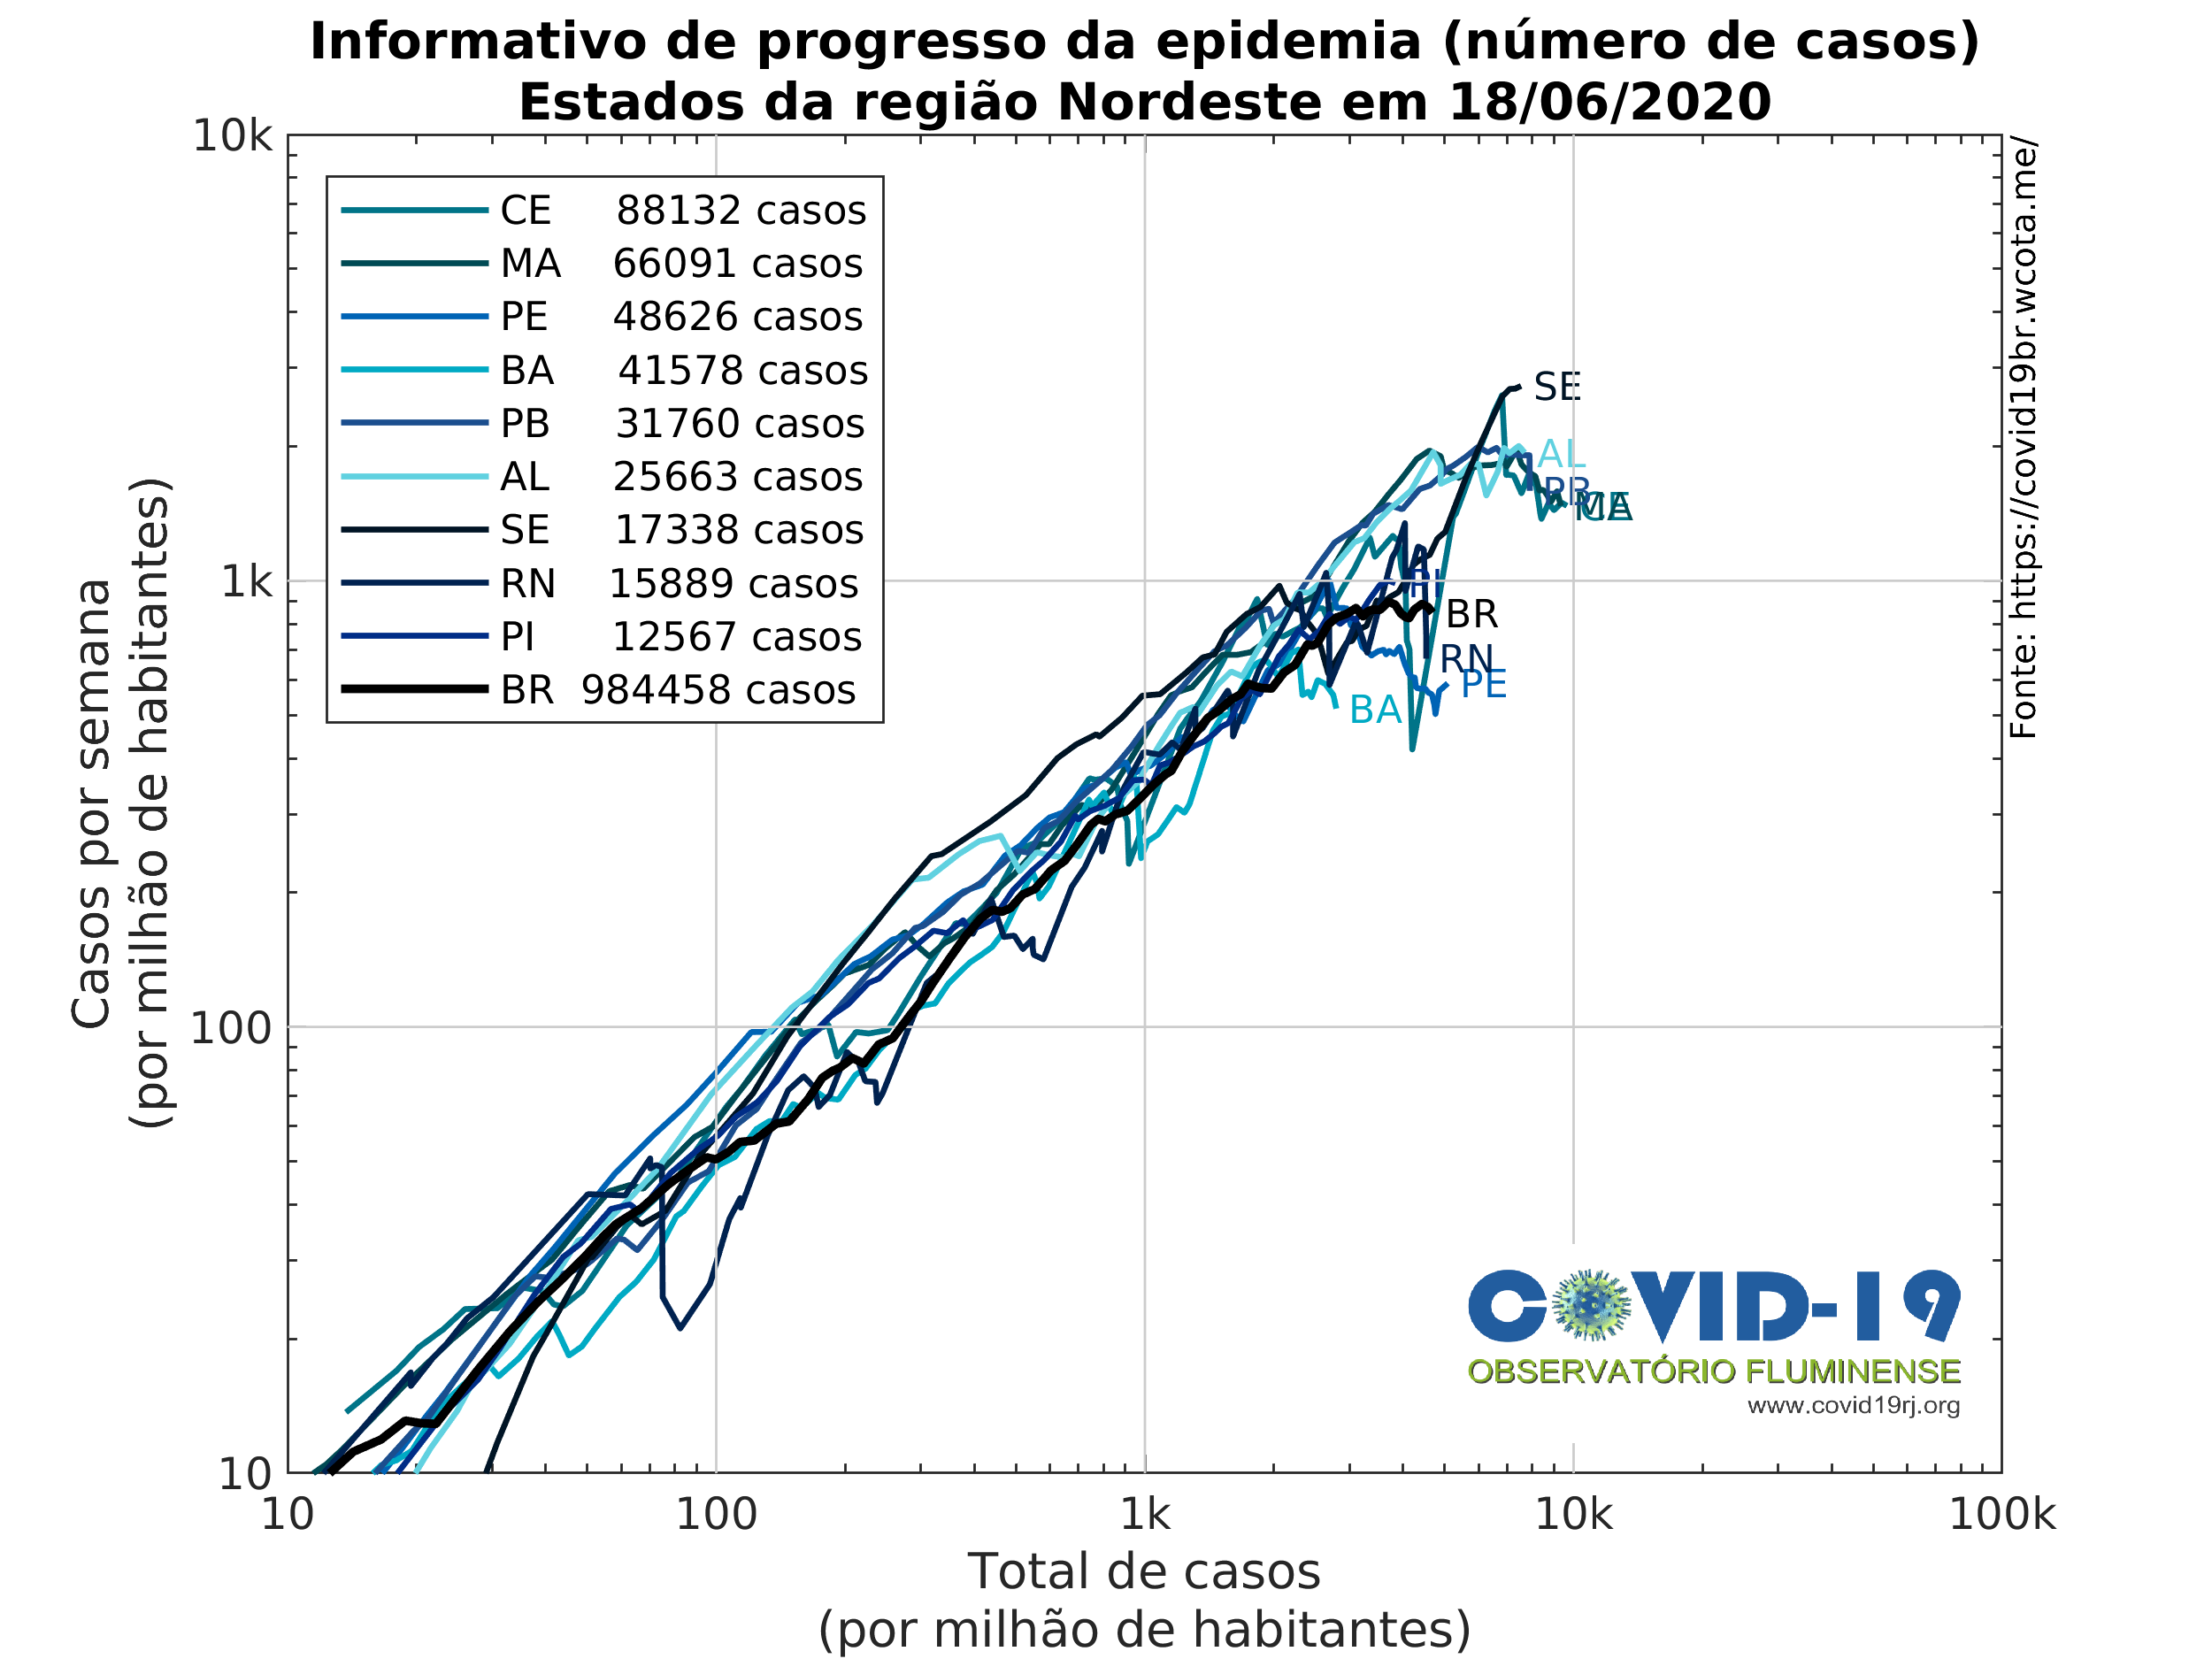 Informativo de progresso da epidemia (número de casos)
Estados da região Nordeste em 18/06/2020
10k
1k
100
10
Casos por semana
(por milhão de habitantes)
CE 88132 casos
MA 66091 casos
PE 48626 casos
BA 41578 casos
PB 31760 casos
AL 25663 casos
SE 17338 casos
RN 15889 casos
PI 12567 casos
BR 984458 casos
SE
AL
PB
CE
MA
PI
BR
RN
PE
BA
Fonte: https://covid19br.wcota.me/
COVID-19
OBSERVATÓRIO FLUMINENSE
www.covid19rj.org
10
100
1k
10k
100k
Total de casos
(por milhão de habitantes)